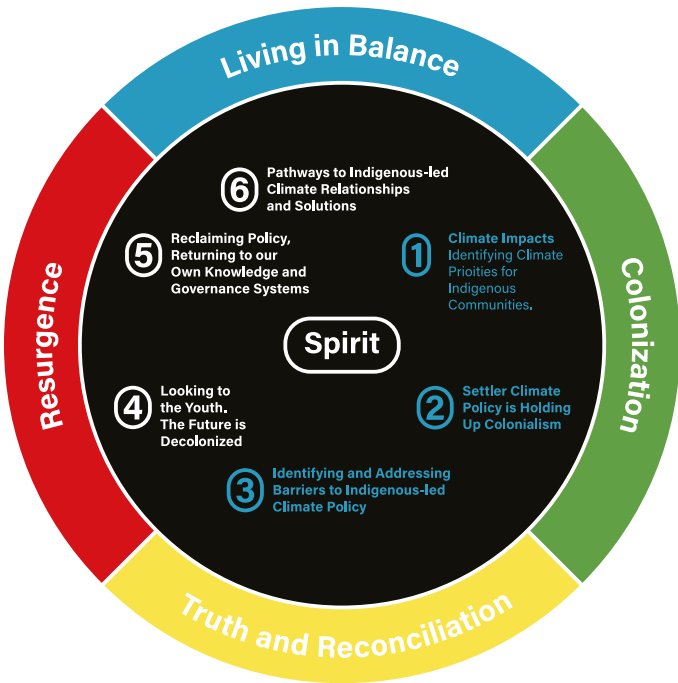 Living in Balance
Colonization
Truth and Reconciliation
Resurgence
Spirit
1
Climate Impacts
Identifying Climate
Prioities for
Indigenous
Communities.
2
Settler Climate
Policy is Holding
Up Colonialism
3
Identifying and Addressing
Barriers to Indigenous-led
Climate Policy
4
Looking to
the Youth.
The Future is
Decolonized
5
Reclaiming Policy,
Returning to our
Own Knowledge and
Governance Systems
6
Pathways to Indigenous-led
Climate Relationships
and Solutions